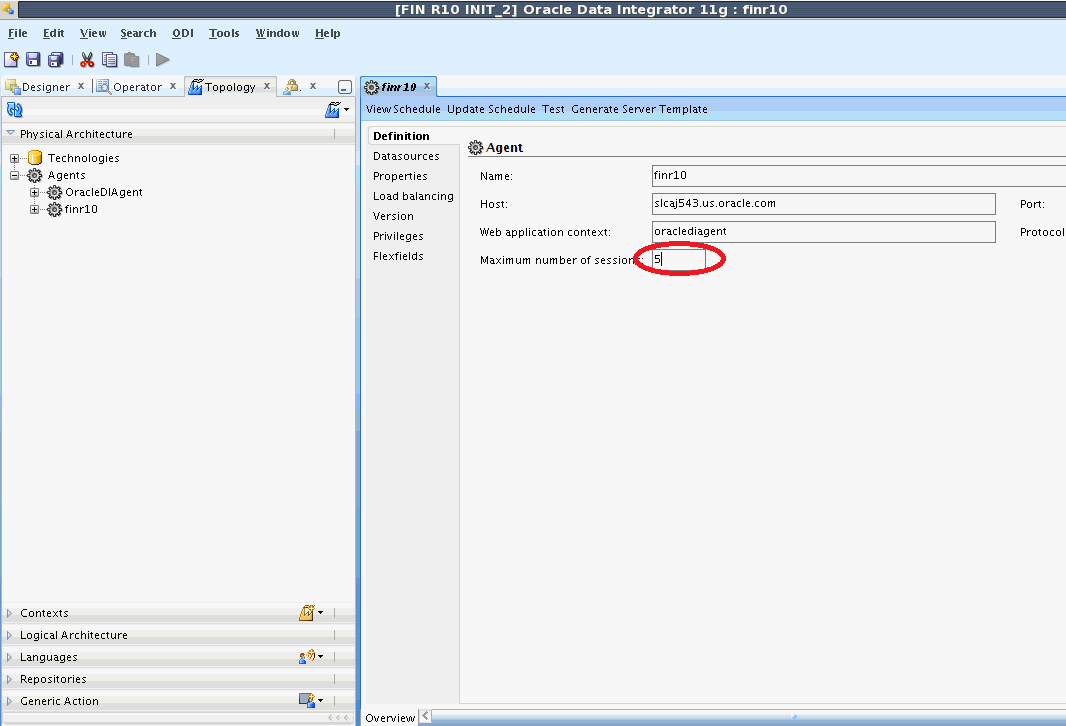 [FIN R10 INIT_2] Oracle Data Integrator 11g : finr10
File Edit View Search ODI Tools Window Help
Designer x Operator x Topology x x
finr10 x
View Schedule Update Schedule Test Generate Server Template
Physical Architecture
Technologies
Agents
OracleDIAgent
finr10
Contexts
Logical Architecture
Languages
Repositories
Generic Action
Definition
Datasources
Properties
Load balancing
Version
Privileges
Flexfields
Agent
Name: finr10
Host: slcaj543.us.oracle.com Port:
Web application context: oraclediagent Protocol
Maximum number of sessions: 5
Overview